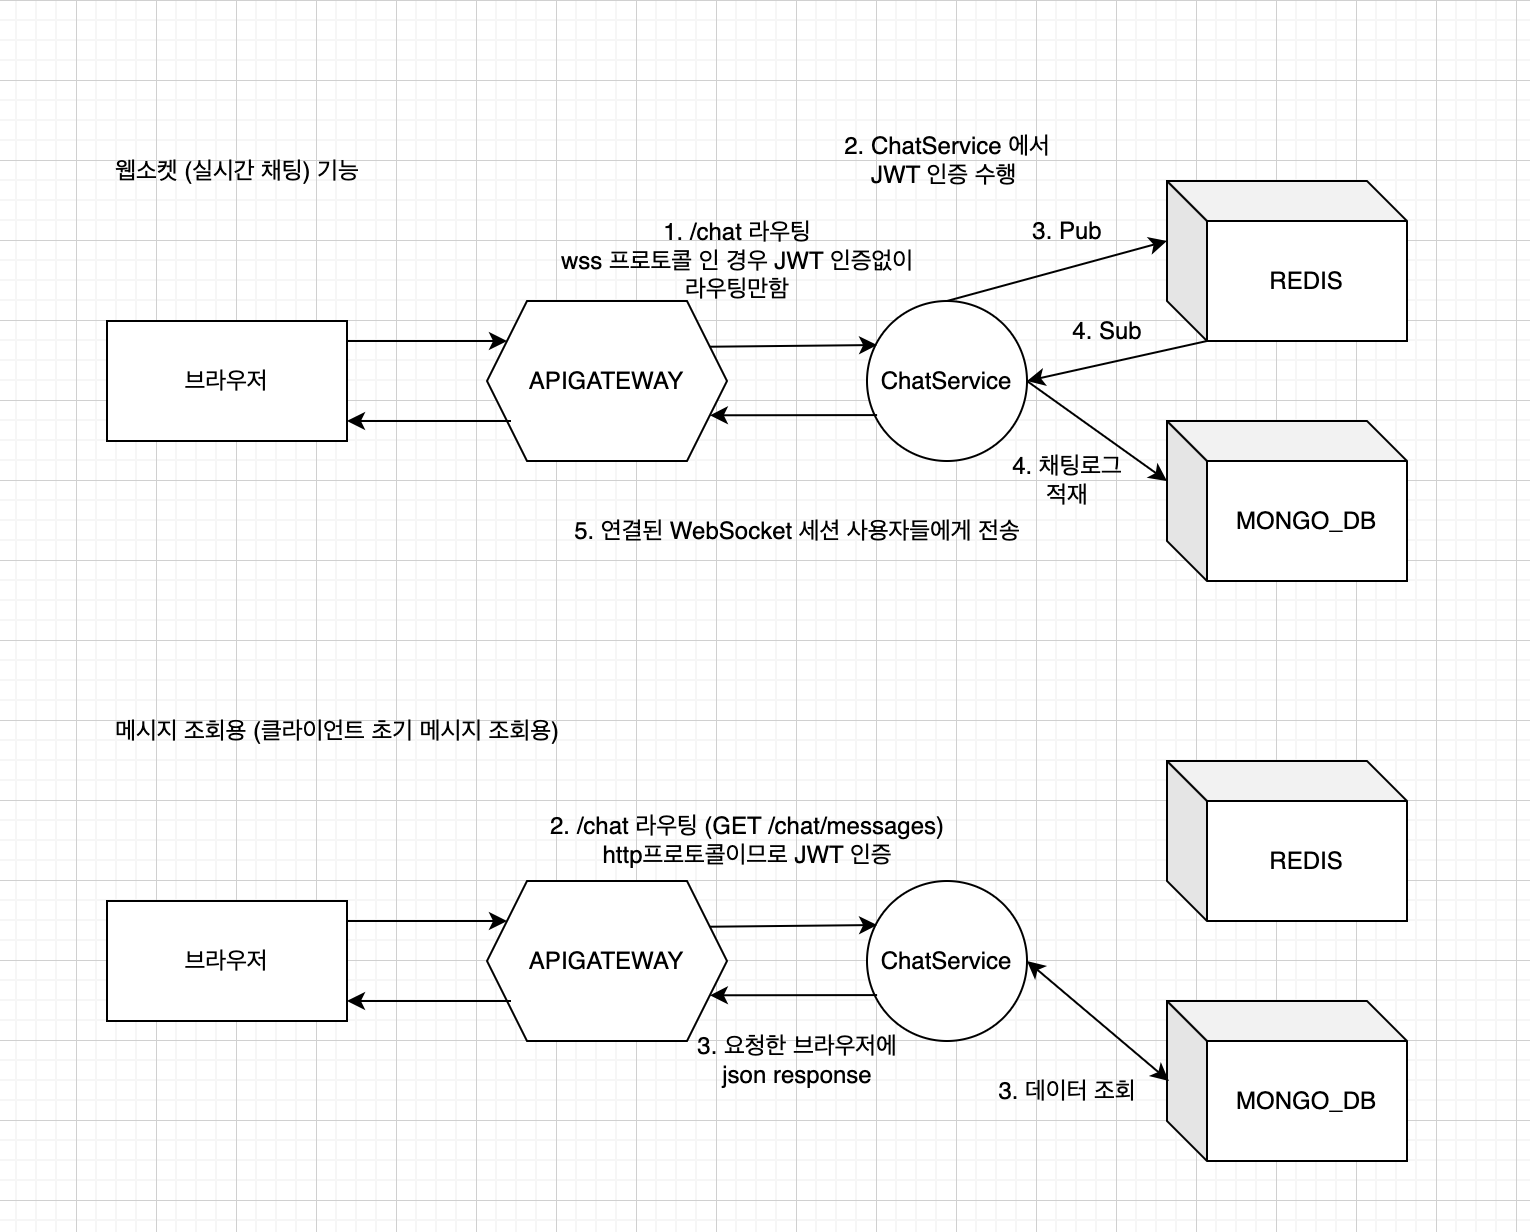 웹소켓 (실시간 채팅) 기능
2. ChatService 에서
JWT 인증 수행
1. /chat 라우팅
wss 프로토콜 인 경우 JWT 인증없이
라우팅만함
3. Pub
REDIS
4. Sub
브라우저
APIGATEWAY
ChatService
4. 채팅로그
적재
MONGO_DB
5. 연결된 WebSocket 세션 사용자들에게 전송
메시지 조회용 (클라이언트 초기 메시지 조회용)
2. /chat 라우팅 (GET /chat/messages)
http프로토콜이므로 JWT 인증
REDIS
브라우저
APIGATEWAY
ChatService
3. 요청한 브라우저에
json response
3. 데이터 조회
MONGO_DB